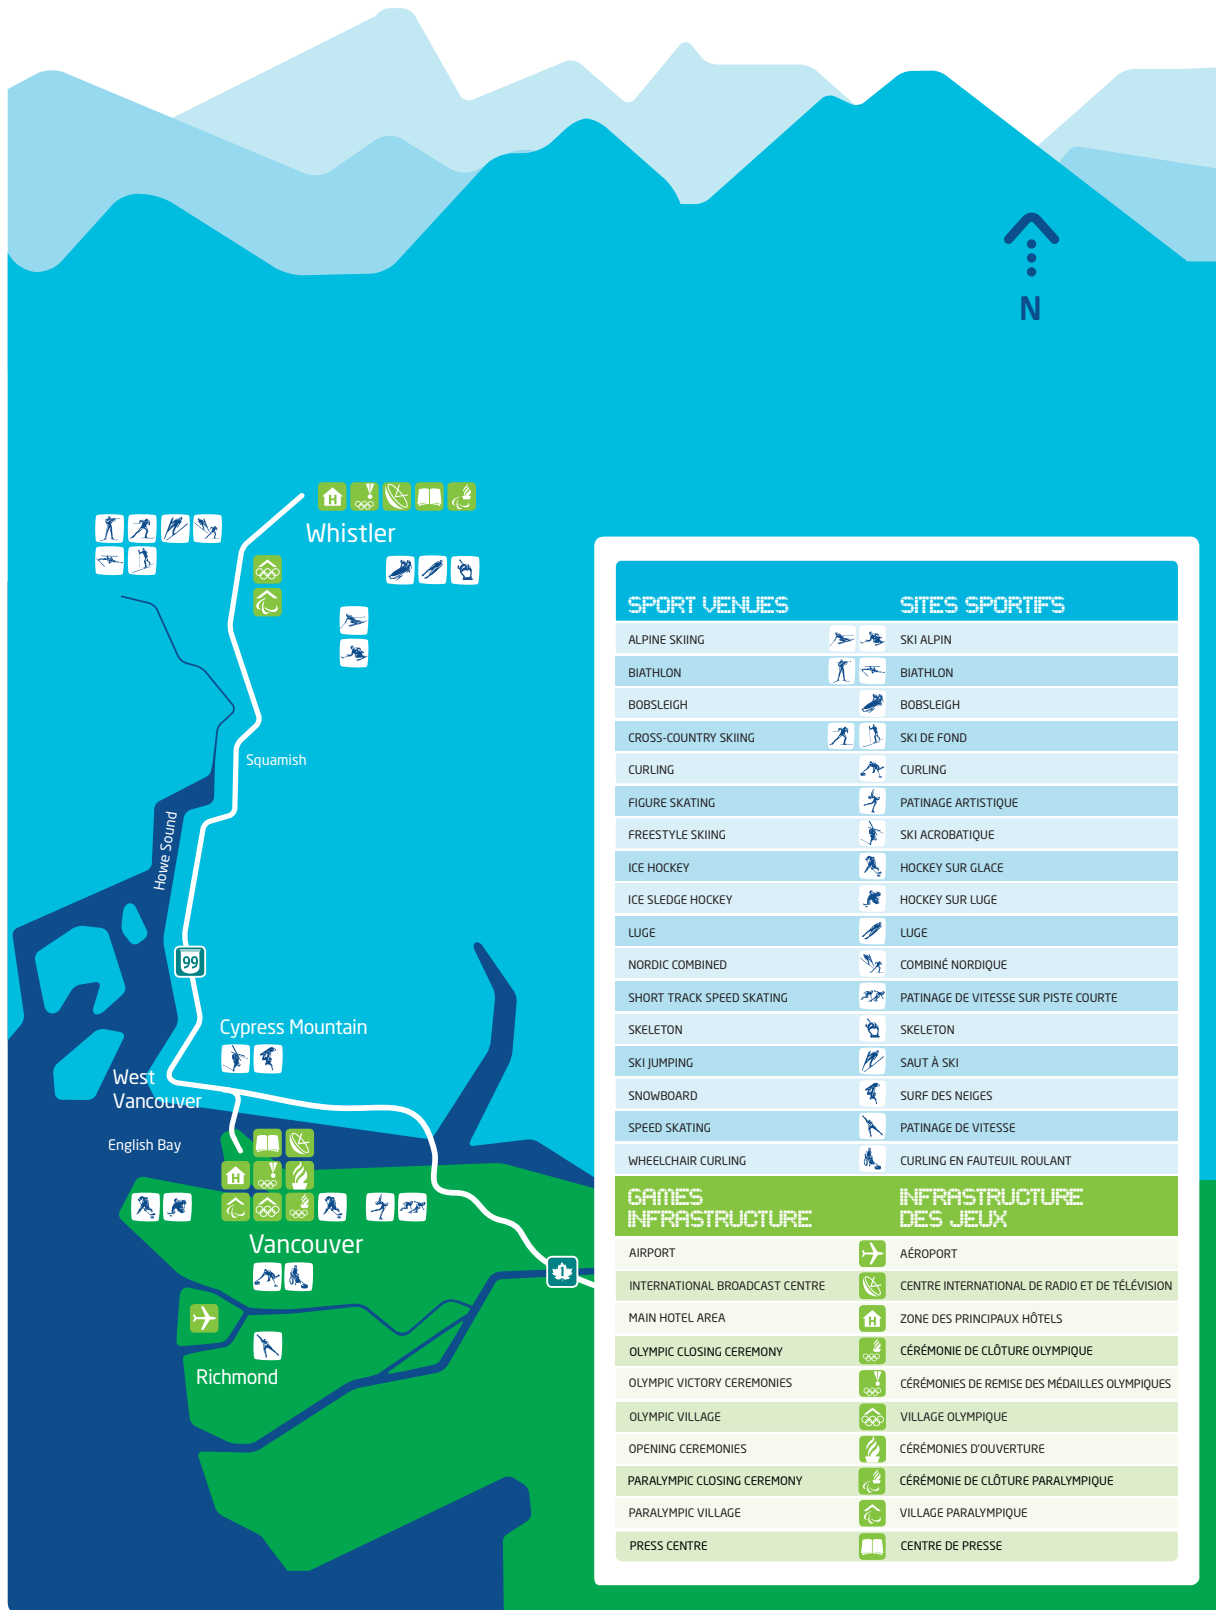 N
Whistler
Squamish
Howe Sound
99
Cypress Mountain
West
Vancouver
English Bay
Vancouver
1
Richmond
SPORT VENUES SITES SPORTIFS
ALPINE SKIING SKI ALPIN
BIATHLON BIATHLON
BOBSLEIGH BOBSLEIGH
CROSS-COUNTRY SKIING SKI DE FOND
CURLING CURLING
FIGURE SKATING PATINAGE ARTISTIQUE
FREESTYLE SKIING SKI ACROBATIQUE
ICE HOCKEY HOCKEY SUR GLACE
ICE SLEDGE HOCKEY HOCKEY SUR LUGE
LUGE LUGE
NORDIC COMBINED COMBINÉ NORDIQUE
SHORT TRACK SPEED SKATING PATINAGE DE VITESSE SUR PISTE COURTE
SKELETON SKELETON
SKI JUMPING SAUT À SKI
SNOWBOARD SURF DES NEIGES
SPEED SKATING PATINAGE DE VITESSE
WHEELCHAIR CURLING CURLING EN FAUTEUIL ROULANT
GAMES INFRASTRUCTURE
INFRASTRUCTURE DES JEUX
AIRPORT AÉROPORT
INTERNATIONAL BROADCAST CENTRE CENTRE INTERNATIONAL DE RADIO ET DE TÉLÉVISION
MAIN HOTEL AREA H ZONE DES PRINCIPAUX HÔTELS
OLYMPIC CLOSING CEREMONY CÉRÉMONIE DE CLÔTURE OLYMPIQUE
OLYMPIC VICTORY CEREMONIES CÉRÉMONIES DE REMISE DES MÉDAILLES OLYMPIQUES
OLYMPIC VILLAGE VILLAGE OLYMPIQUE
OPENING CEREMONIES CÉRÉMONIES D'OUVERTURE
PARALYMPIC CLOSING CEREMONY CÉRÉMONIE DE CLÔTURE PARALYMPIQUE
PARALYMPIC VILLAGE VILLAGE PARALYMPIQUE
PRESS CENTRE CENTRE DE PRESSE